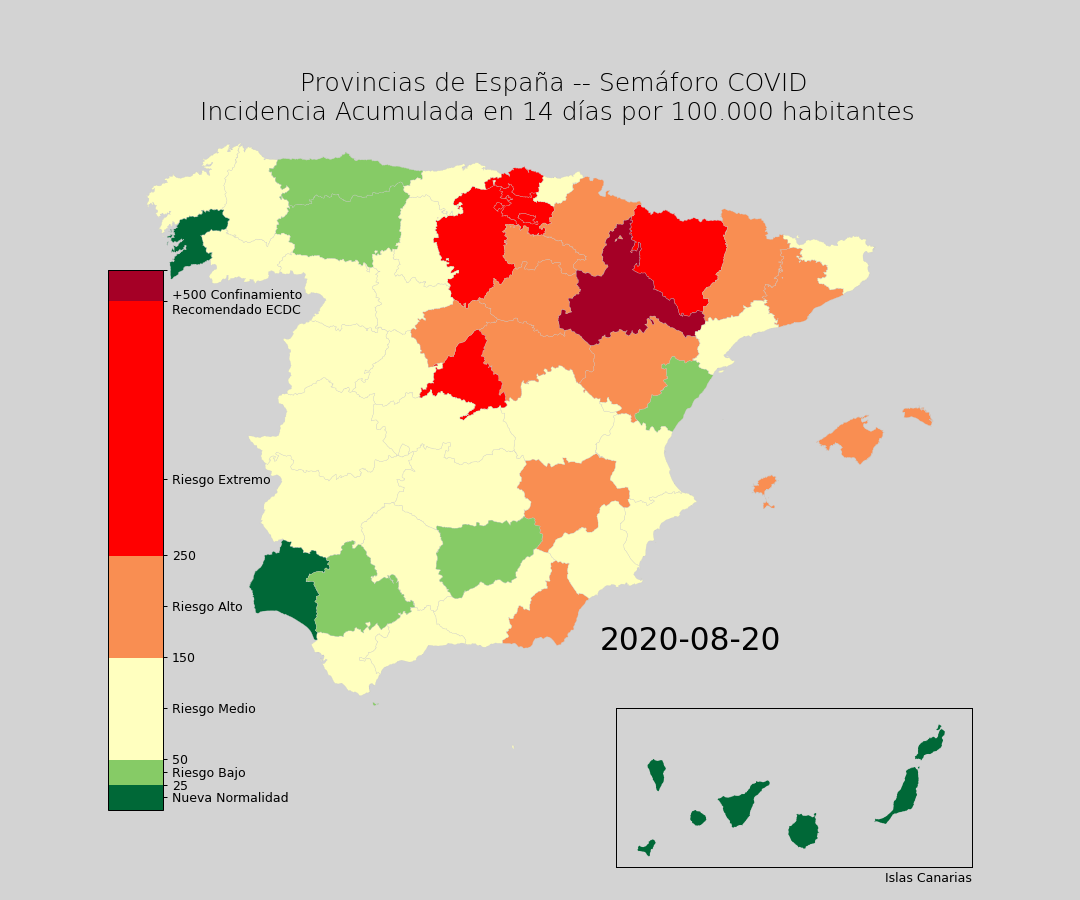 Provincias de España -- Semáforo COVID
Incidencia Acumulada en 14 días por 100.000 habitantes
+500 Confinamiento
Recomendado ECDC
Riesgo Extremo
250
Riesgo Alto
150
Riesgo Medio
50
Riesgo Bajo
25
Nueva Normalidad
2020-08-20
Islas Canarias